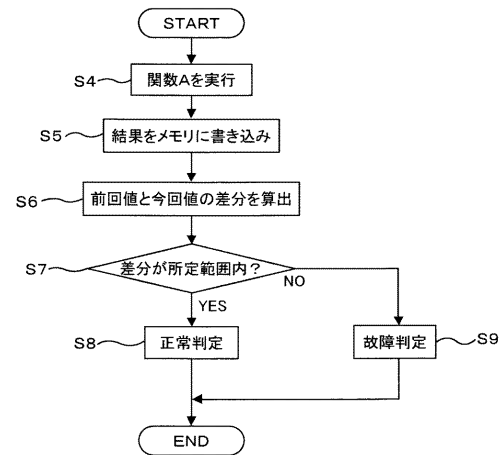 START
S4
関数Aを実行
S5
結果をメモリに書き込み
S6
前回値と今回値の差分を算出
S7
差分が所定範囲内？
NO
YES
S8
正常判定
故障判定
S9
END